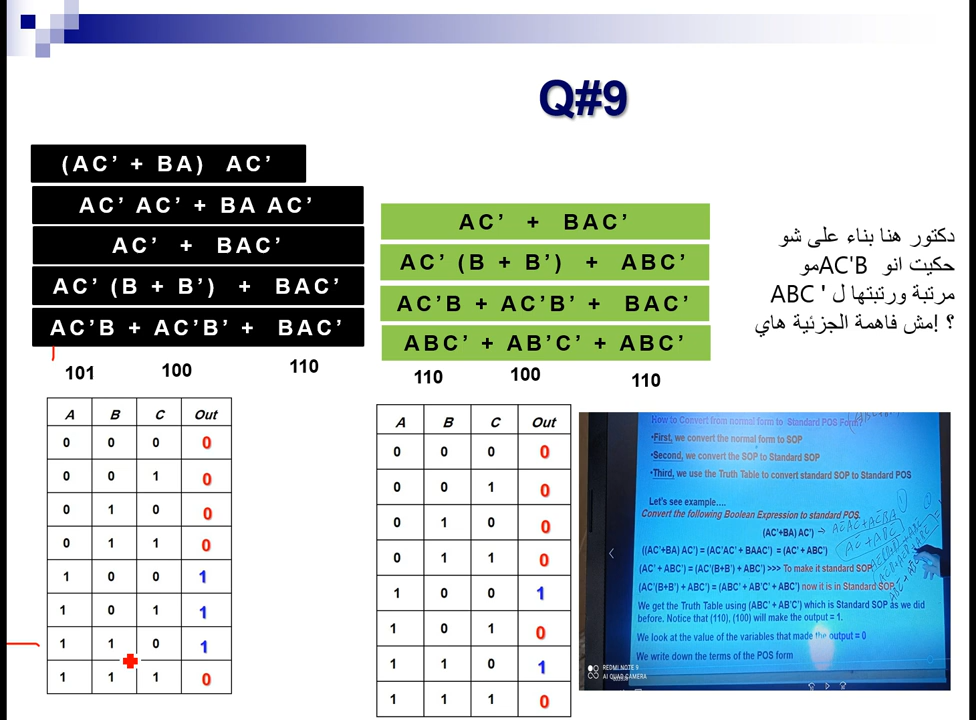 Q#9
(AC’ + BA) AC’
AC’ AC’ + BA AC’
AC’ + BAC’
AC’ (B + B’) + BAC’
AC’B + AC’B’ + BAC’
101 100 110
A B C Out
0 0 0 0
0 0 1 0
0 1 0 0
0 1 1 0
1 0 0 1
1 0 1 1
1 1 0 1
1 1 1 0
AC’ + BAC’
AC’ (B + B’) + ABC’
AC’B + AC’B’ + BAC’
ABC’ + AB’C’ + ABC’
110 100 110
A B C Out
0 0 0 0
0 0 1 0
0 1 0 0
0 1 1 0
1 0 0 1
1 0 1 0
1 1 0 1
1 1 1 0
دكتور هنا بناء على شو
حكيت انو AC'B مو
مرتبة ورتبتها ل ' ABC
؟ !مش فاهمة الجزئية هاي
How to Convert from normal form to Standard POS Form?
•First, we convert the normal form to SOP
•Second, we convert the SOP to Standard SOP
•Third, we use the Truth Table to convert standard SOP to Standard POS
Let's see example....
Convert the following Boolean Expression to standard POS.
(AC'+BA) AC')
((AC'+BA) AC') = (AC'AC' + BAAC') = (AC' + ABC')
(AC' + ABC') = (AC'(B+B') + ABC') >>> To make it standard SOP
(AC'(B+B') + ABC') = (ABC' + AB'C' + ABC') now it is in Standard SOP
We get the Truth Table using (ABC' + AB'C') which is Standard SOP as we did
before. Notice that (110), (100) will make the output = 1.
We look at the value of the variables that made the output = 0
We write down the terms of the POS form
REDMI NOTE 9
AI QUAD CAMERA